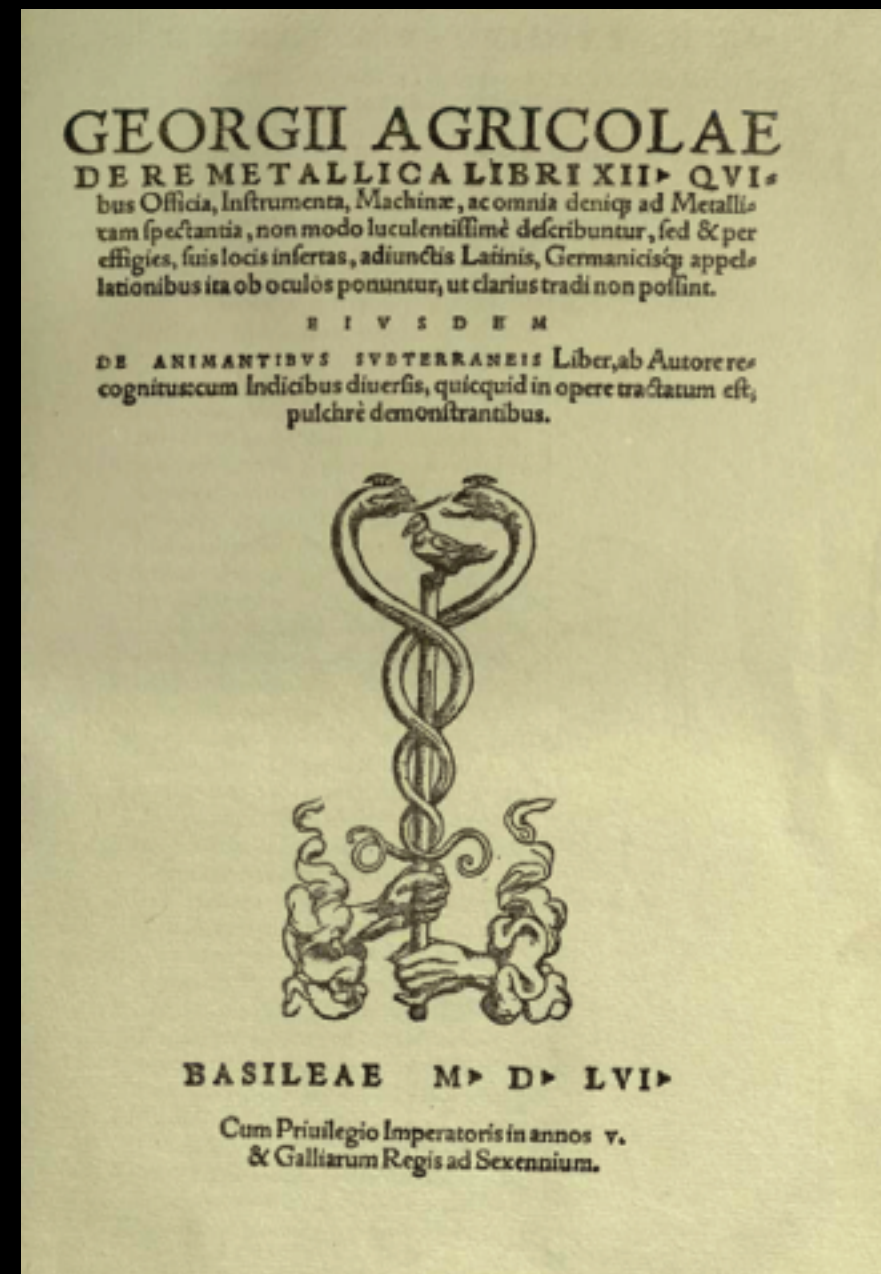 GEORGII AGRICOLAE
DE RE METALLICA LIBRI XII▸ QVI⸗
bus Officia, Inſtrumenta, Machinæ, ac omnia deniqꝫ ad Metalli⸗
cam ſpectantia, non modo luculentiſſimè deſcribuntur, ſed & per
effigies, ſuis locis inſertas, adiunctis Latinis, Germanicisqꝫ́ appel⸗
lationibus ita ob oculos ponuntur, ut clarius tradi non poſſint.
EIVSDEM
DE ANIMANTIBVS SVBTERRANEIS Liber, ab Autore re⸗
cognitus: cum Indicibus diuerſis, quicquid in opere tractatum eſt,
pulchrè demonſtrantibus.
BASILEAE M▸ D▸ LVI▸
Cum Priuilegio Imperatoris in annos v.
& Galliarum Regis ad Sexennium.